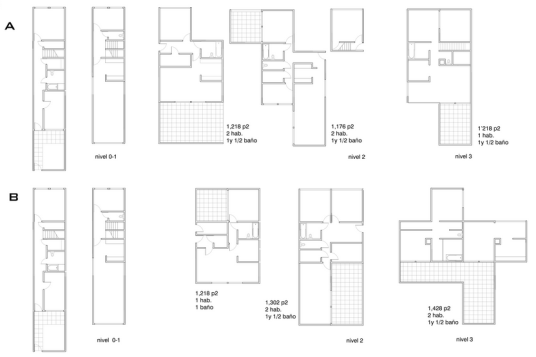 A
1,218 p2
2 hab.
1y 1/2 baño
1,176 p2
2 hab.
1y 1/2 baño
1'218 p2
1 hab.
1y 1/2 baño
nivel 0-1
nivel 2
nivel 3
B
1,218 p2
1 hab.
1 baño
1,302 p2
2 hab.
1y 1/2 baño
1,428 p2
2 hab.
1y 1/2 baño
nivel 0-1
nivel 2
nivel 3